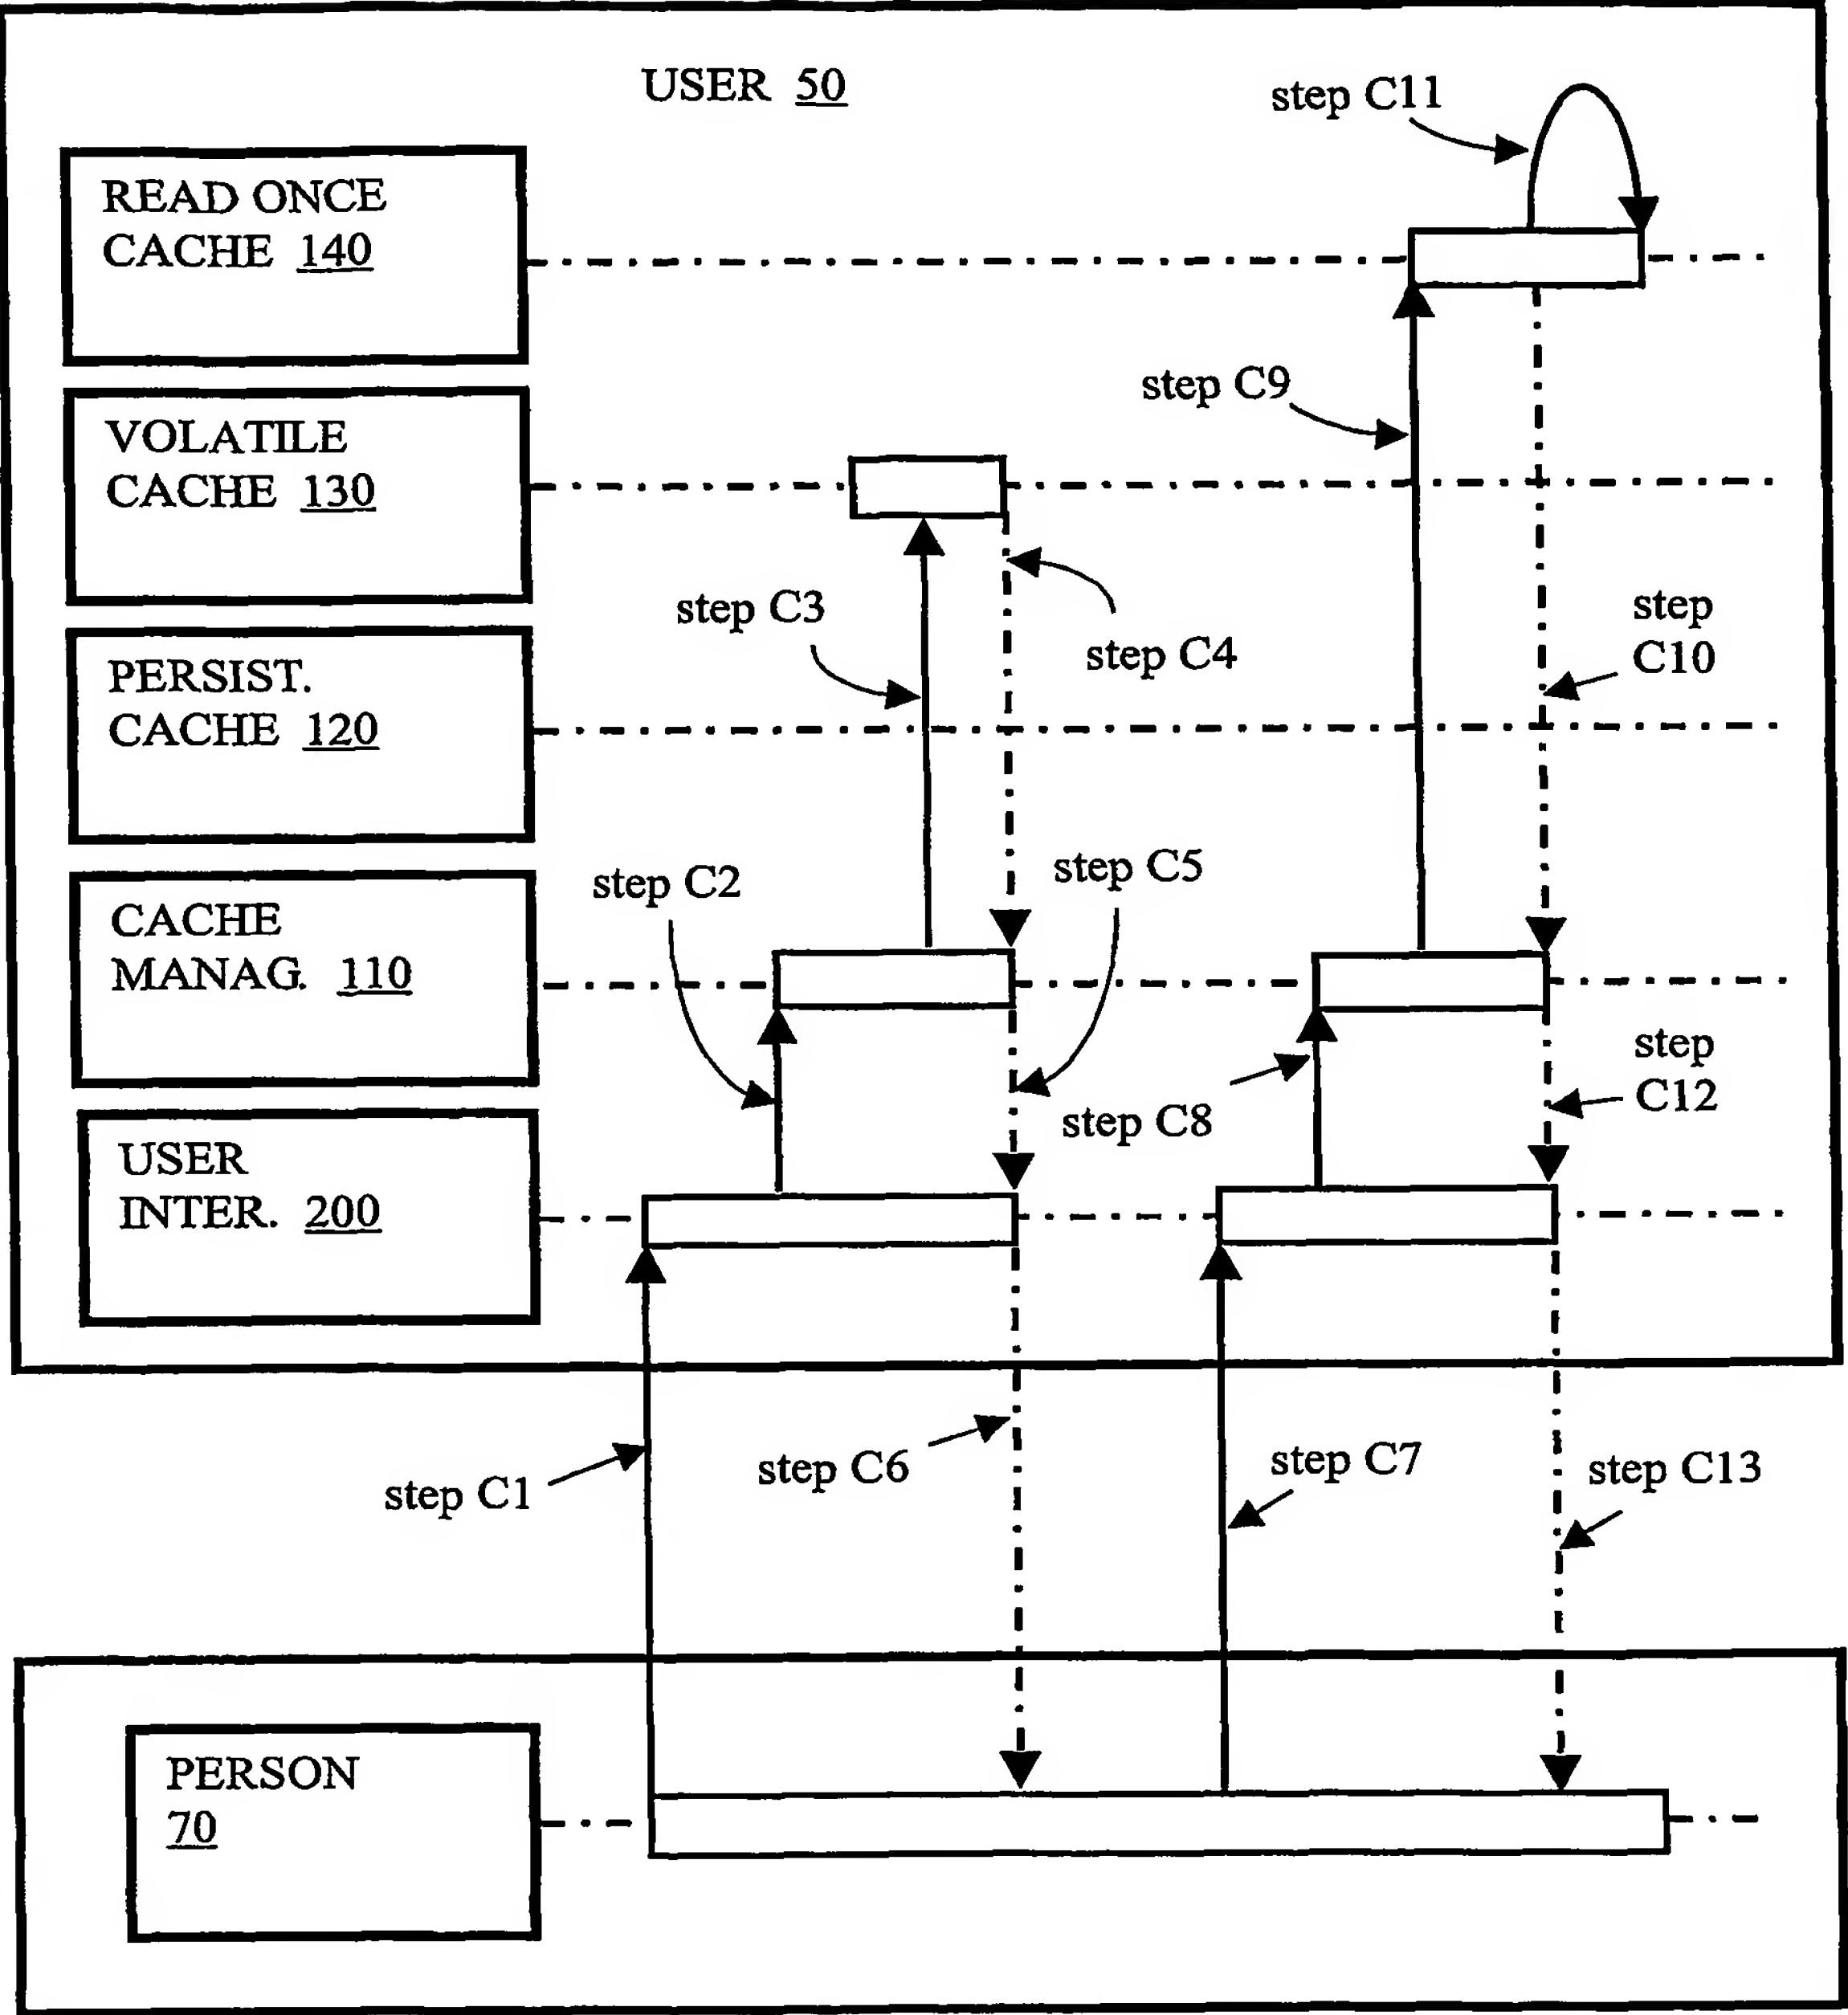 USER 50
step C11
READ ONCE
CACHE 140
step C9
VOLATILE
CACHE 130
step C3
step C4
step
C10
PERSIST.
CACHE 120
step C2
step C5
CACHE
MANAG. 110
step
C12
step C8
USER
INTER. 200
step C1
step C6
step C7
step C13
PERSON
70